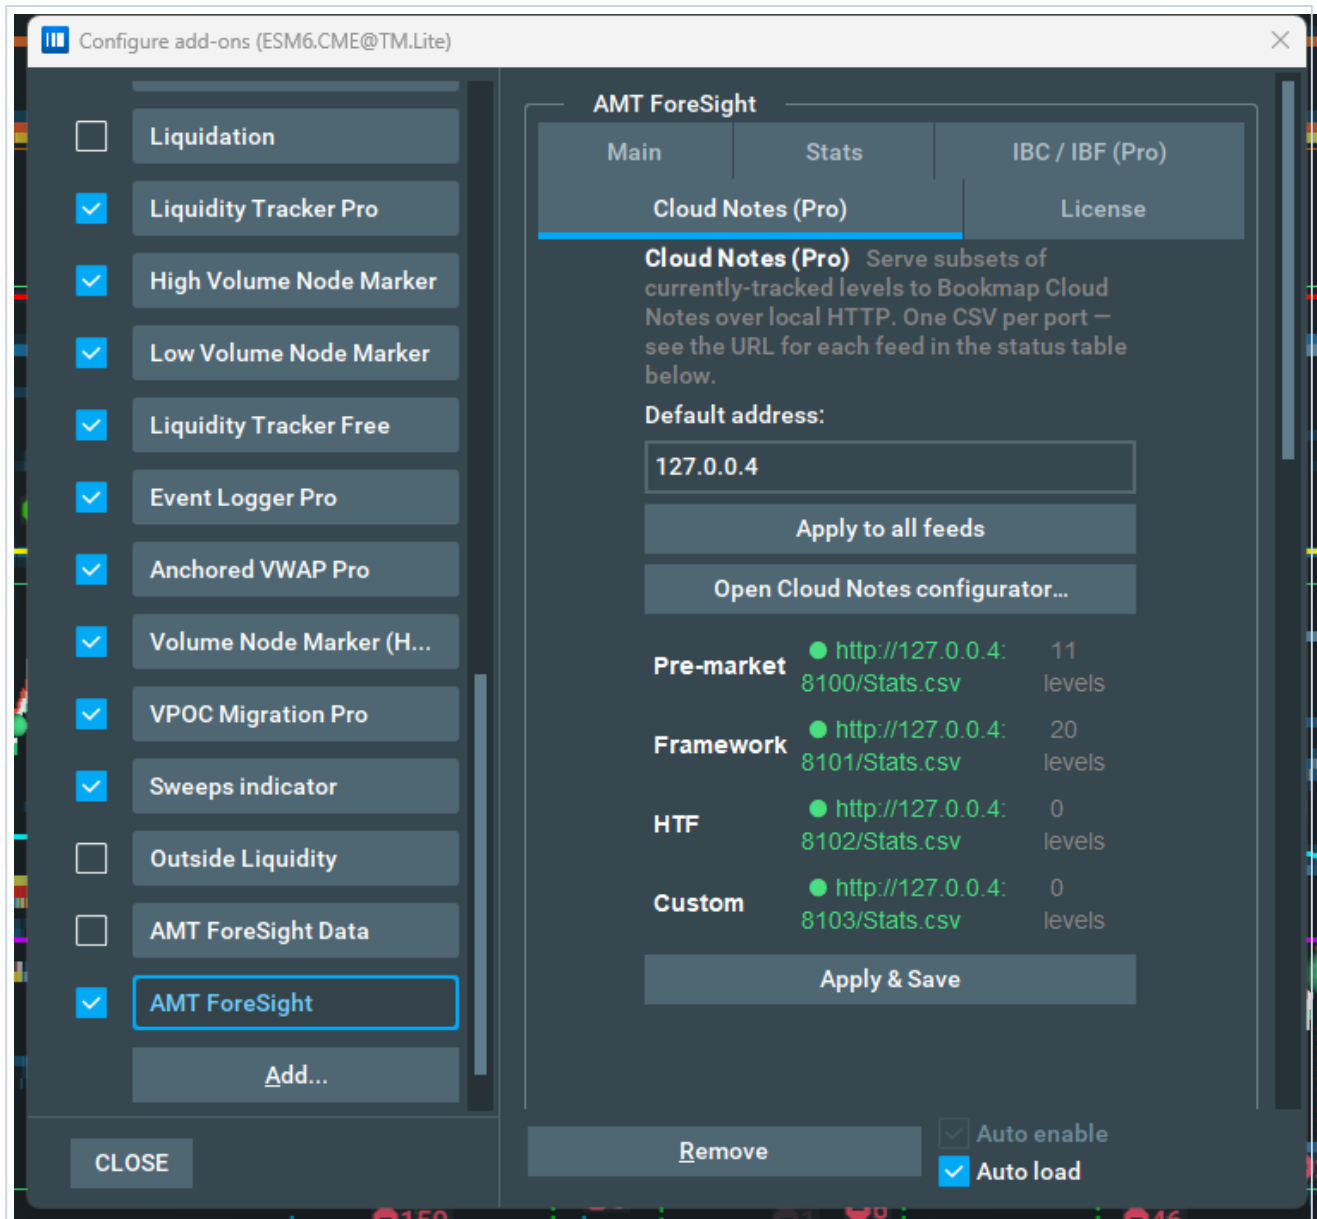 Configure add-ons (ESM6.CME@TM.Lite)
Liquidation
Liquidity Tracker Pro
High Volume Node Marker
Low Volume Node Marker
Liquidity Tracker Free
Event Logger Pro
Anchored VWAP Pro
Volume Node Marker (H...
VPOC Migration Pro
Sweeps indicator
Outside Liquidity
AMT ForeSight Data
AMT ForeSight
Add...
CLOSE
AMT ForeSight
Main
Stats
IBC / IBF (Pro)
Cloud Notes (Pro)
License
Cloud Notes (Pro) Serve subsets of
currently-tracked levels to Bookmap Cloud
Notes over local HTTP. One CSV per port —
see the URL for each feed in the status table
below.
Default address:
127.0.0.4
Apply to all feeds
Open Cloud Notes configurator...
Pre-market
http://127.0.0.4:
8100/Stats.csv
11
levels
Framework
http://127.0.0.4:
8101/Stats.csv
20
levels
HTF
http://127.0.0.4:
8102/Stats.csv
0
levels
Custom
http://127.0.0.4:
8103/Stats.csv
0
levels
Apply & Save
Remove
Auto enable
Auto load